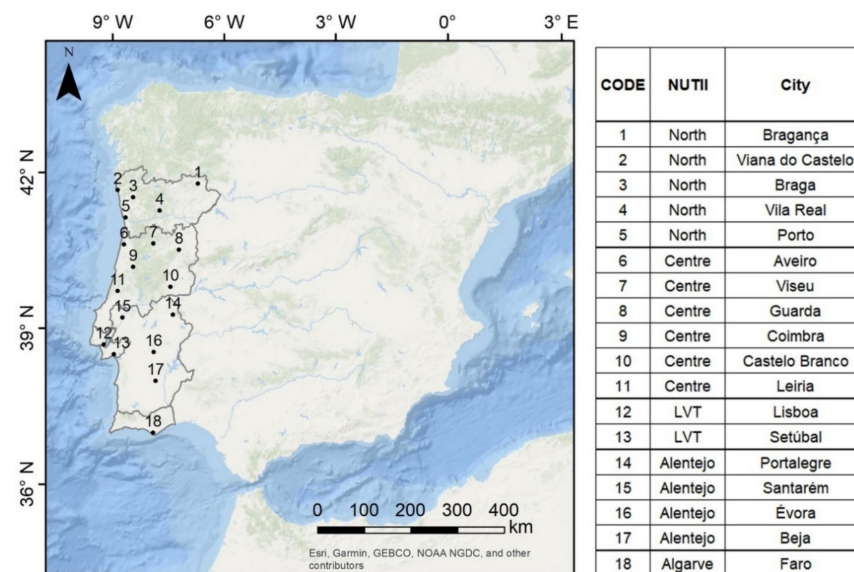 9° W 6° W 3° W 0° 3° E
N
42° N
39° N
36° N
1
2
3
4
5
6
7
8
9
10
11
14
15
12
13
16
17
18
0 100 200 300 400
km
Esri, Garmin, GEBCO, NOAA NGDC, and other
contributors
CODE NUTII City
1 North Bragança
2 North Viana do Castelo
3 North Braga
4 North Vila Real
5 North Porto
6 Centre Aveiro
7 Centre Viseu
8 Centre Guarda
9 Centre Coimbra
10 Centre Castelo Branco
11 Centre Leiria
12 LVT Lisboa
13 LVT Setúbal
14 Alentejo Portalegre
15 Alentejo Santarém
16 Alentejo Évora
17 Alentejo Beja
18 Algarve Faro